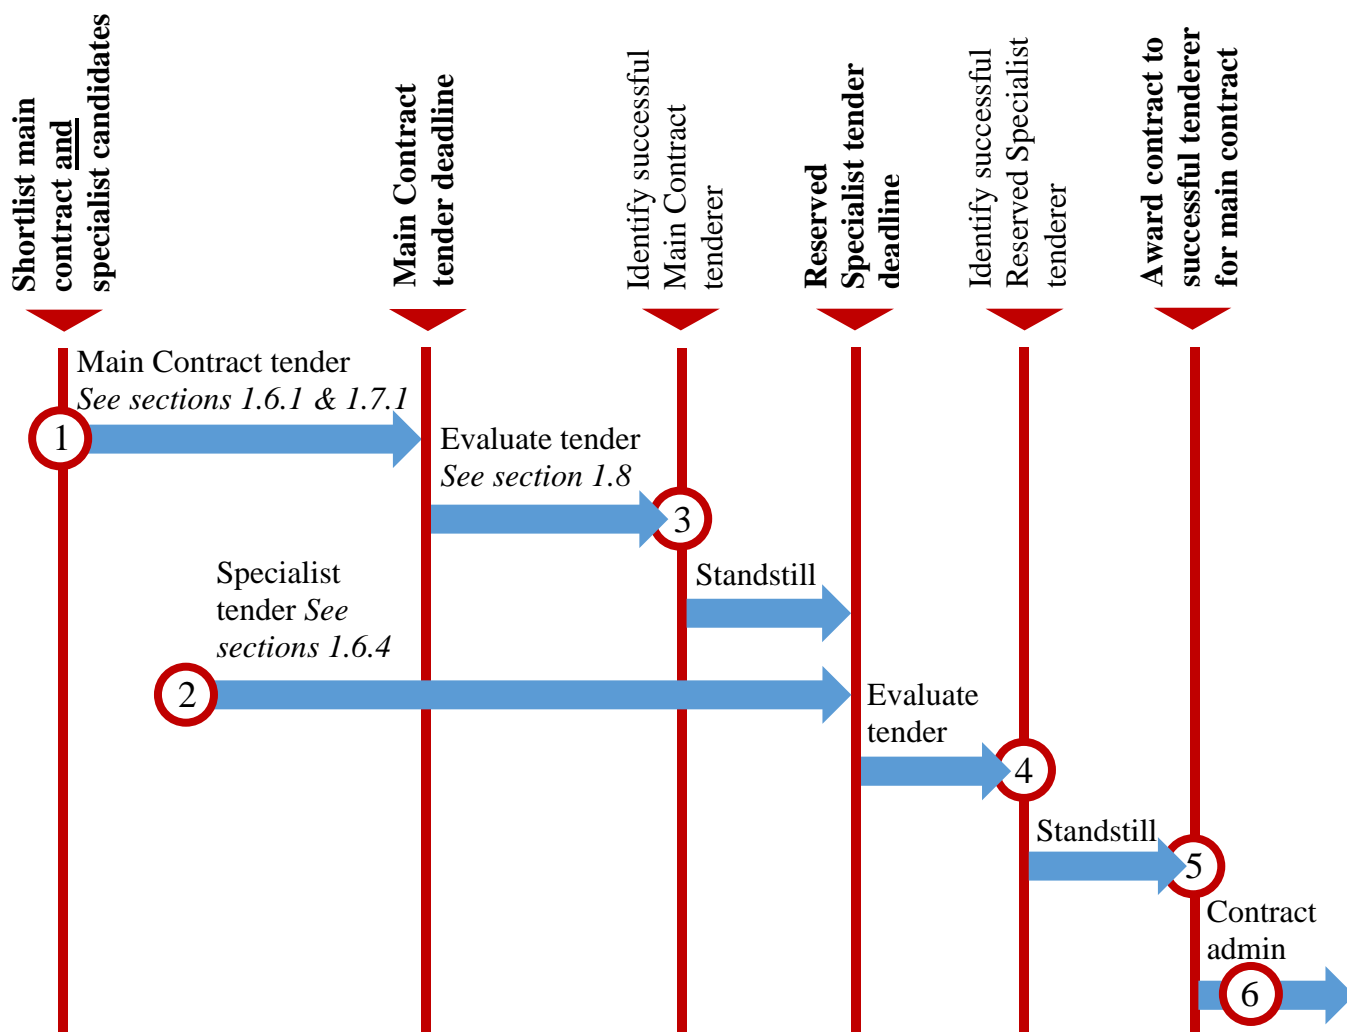 Shortlist main
contract and
specialist candidates
Main Contract
tender deadline
Identify successful
Main Contract
tenderer
Reserved
Specialist tender
deadline
Identify successful
Reserved Specialist
tenderer
Award contract to
successful tenderer
for main contract
Main Contract tender
See sections 1.6.1 & 1.7.1
1
Evaluate tender
See section 1.8
3
Specialist
tender See
sections 1.6.4
Standstill
2
Evaluate
tender
4
Standstill
5
Contract
admin
6